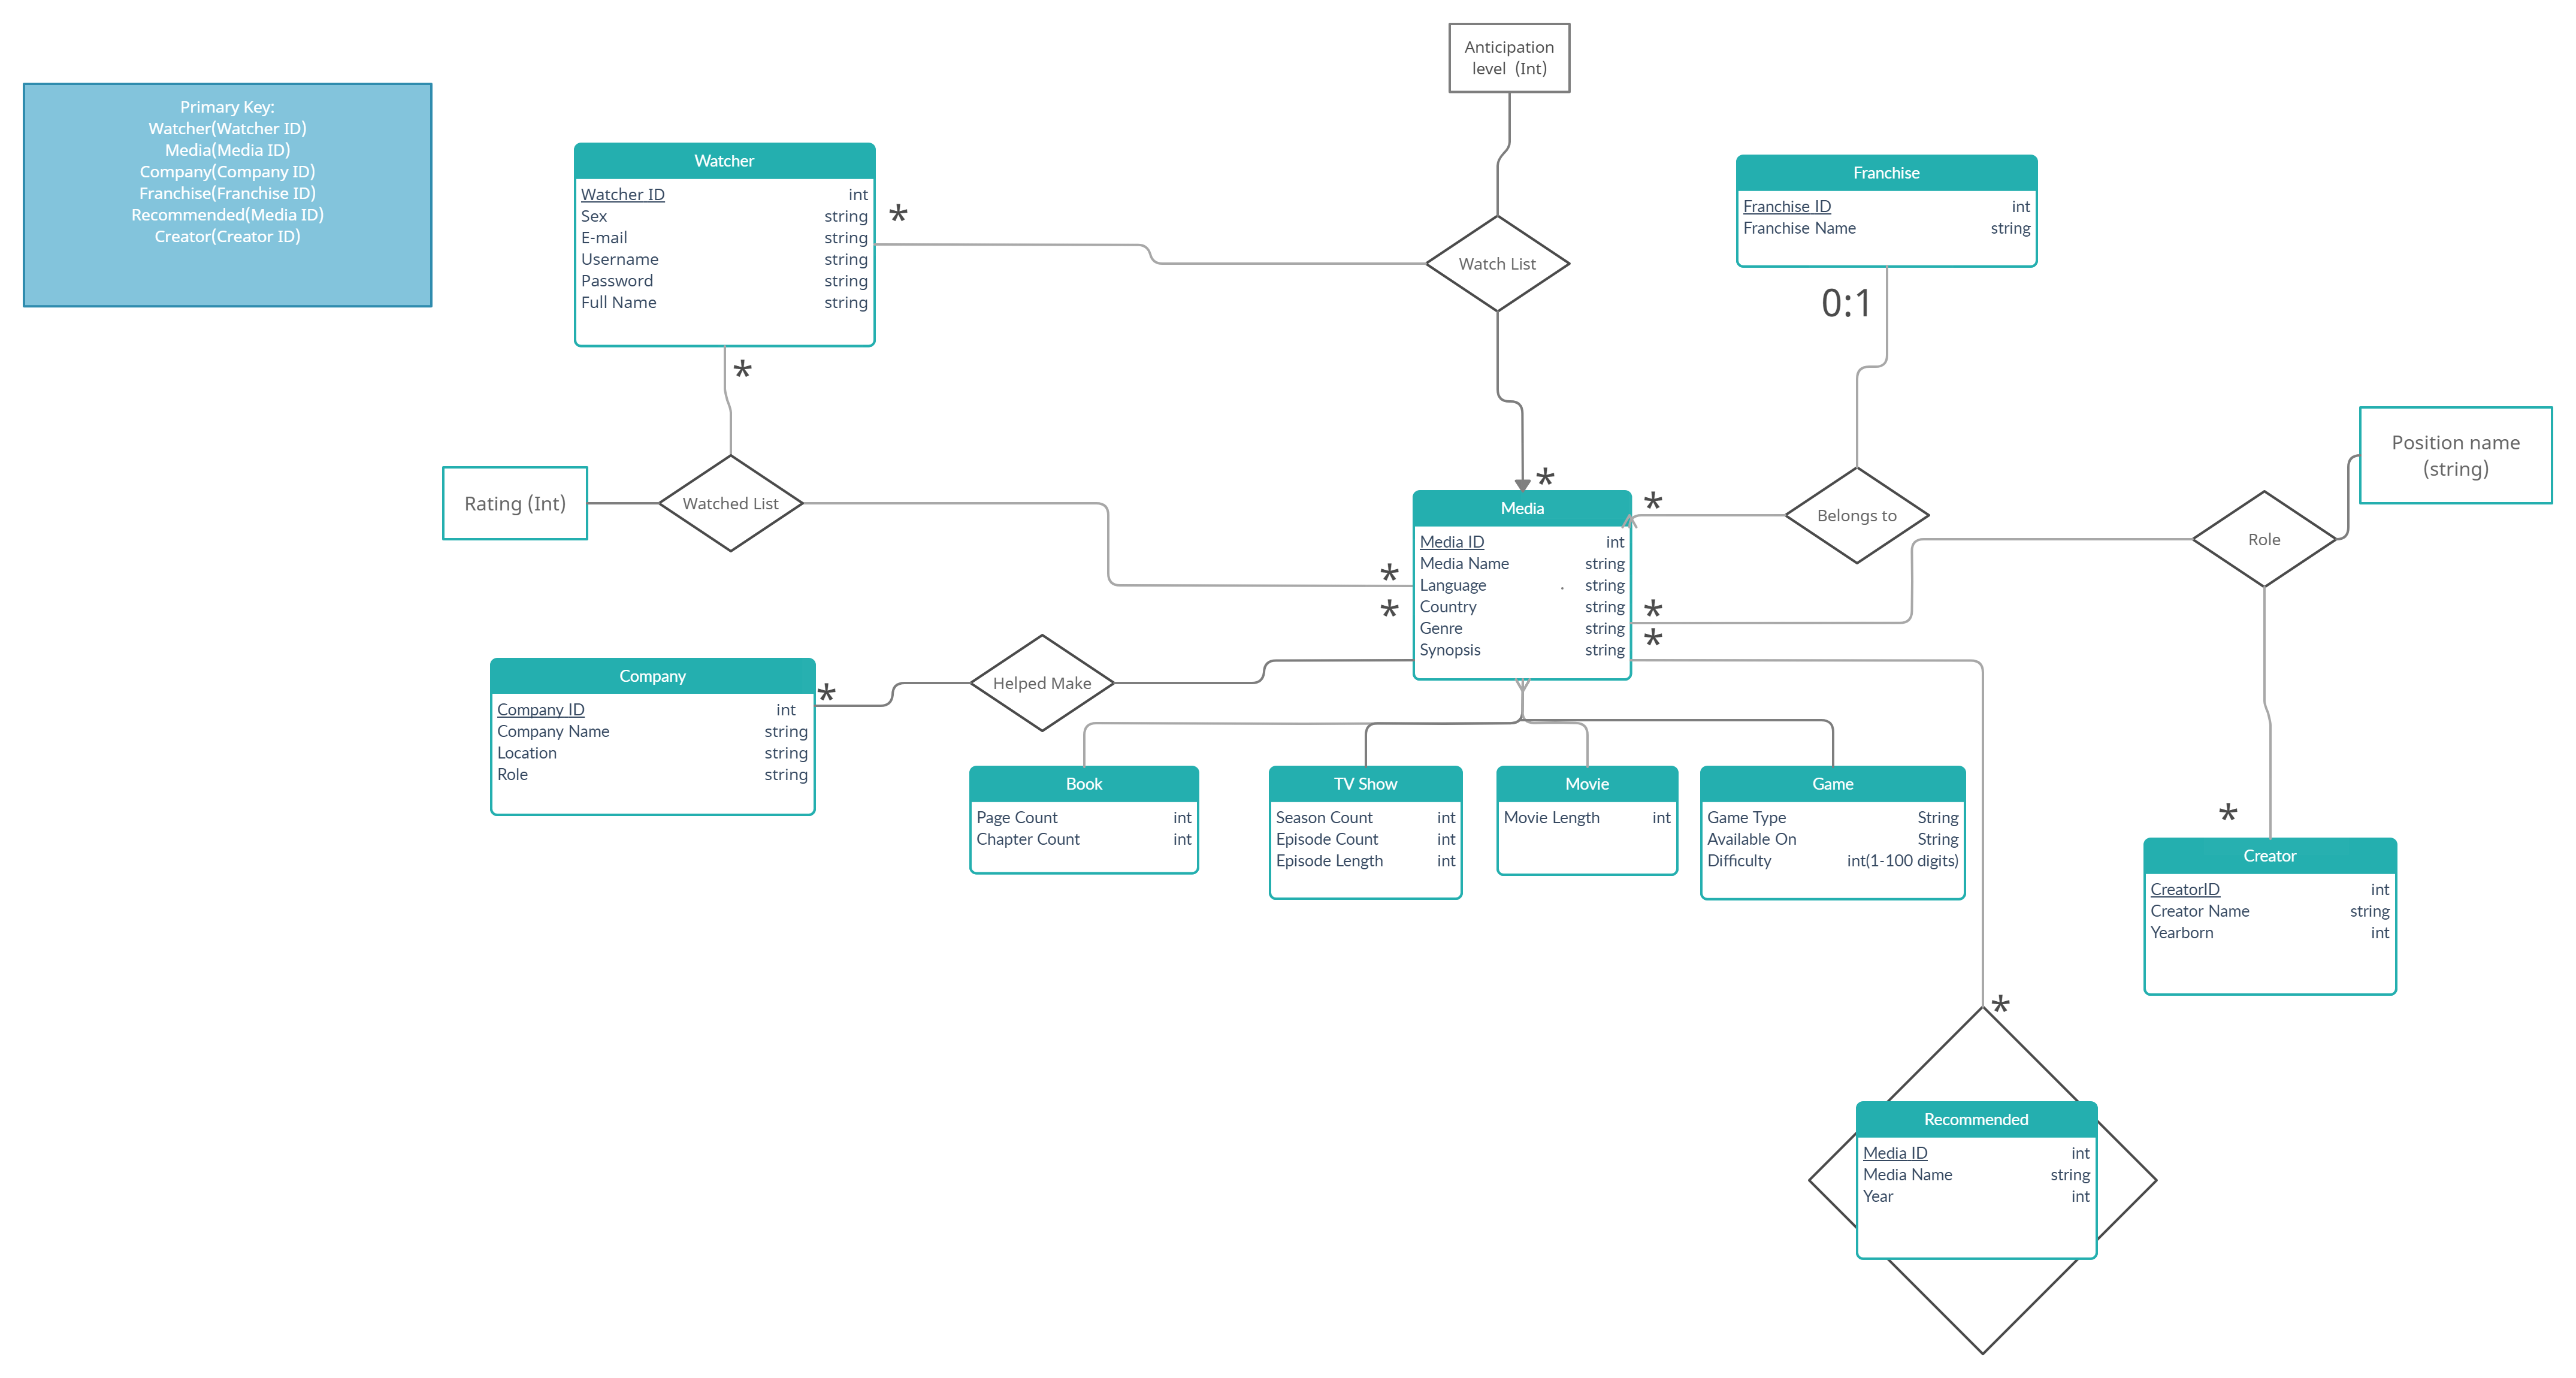 Anticipation
level (Int)
Primary Key:
Watcher(Watcher ID)
Media(Media ID)
Company(Company ID)
Franchise(Franchise ID)
Recommended(Media ID)
Creator(Creator ID)
Watcher
Watcher ID int
Sex string
E-mail string
Username string
Password string
Full Name string
*
Watch List
Franchise
Franchise ID int
Franchise Name string
0:1
*
Rating (Int)
Watched List
*
*
Belongs to
Position name
(string)
Role
Media
Media ID int
Media Name string
Language . string
Country string
Genre string
Synopsis string
*
*
*
*
Helped Make
Company
Company ID int
Company Name string
Location string
Role string
*
Book
Page Count int
Chapter Count int
TV Show
Season Count int
Episode Count int
Episode Length int
Movie
Movie Length int
Game
Game Type String
Available On String
Difficulty int(1-100 digits)
*
Creator
CreatorID int
Creator Name string
Yearborn int
*
Recommended
Media ID int
Media Name string
Year int